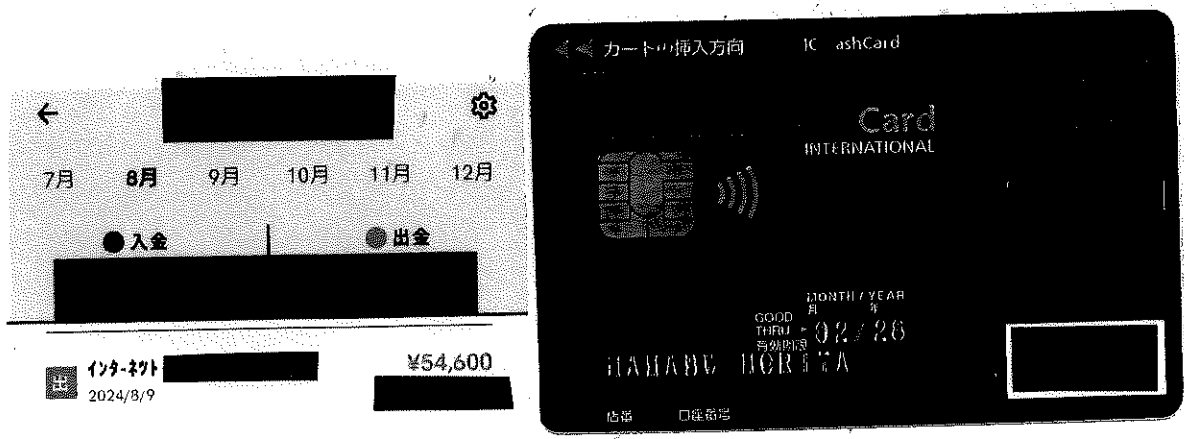 7月 8月 9月 10月 11月 12月
入金 出金
インターネット ¥54,600
出 2024/8/9
カードの挿入方向
Card
INTERNATIONAL
MONTH / YEAR
月 年
GOOD
THRU
有効期限
02/28
MORITA
店番 口座番号